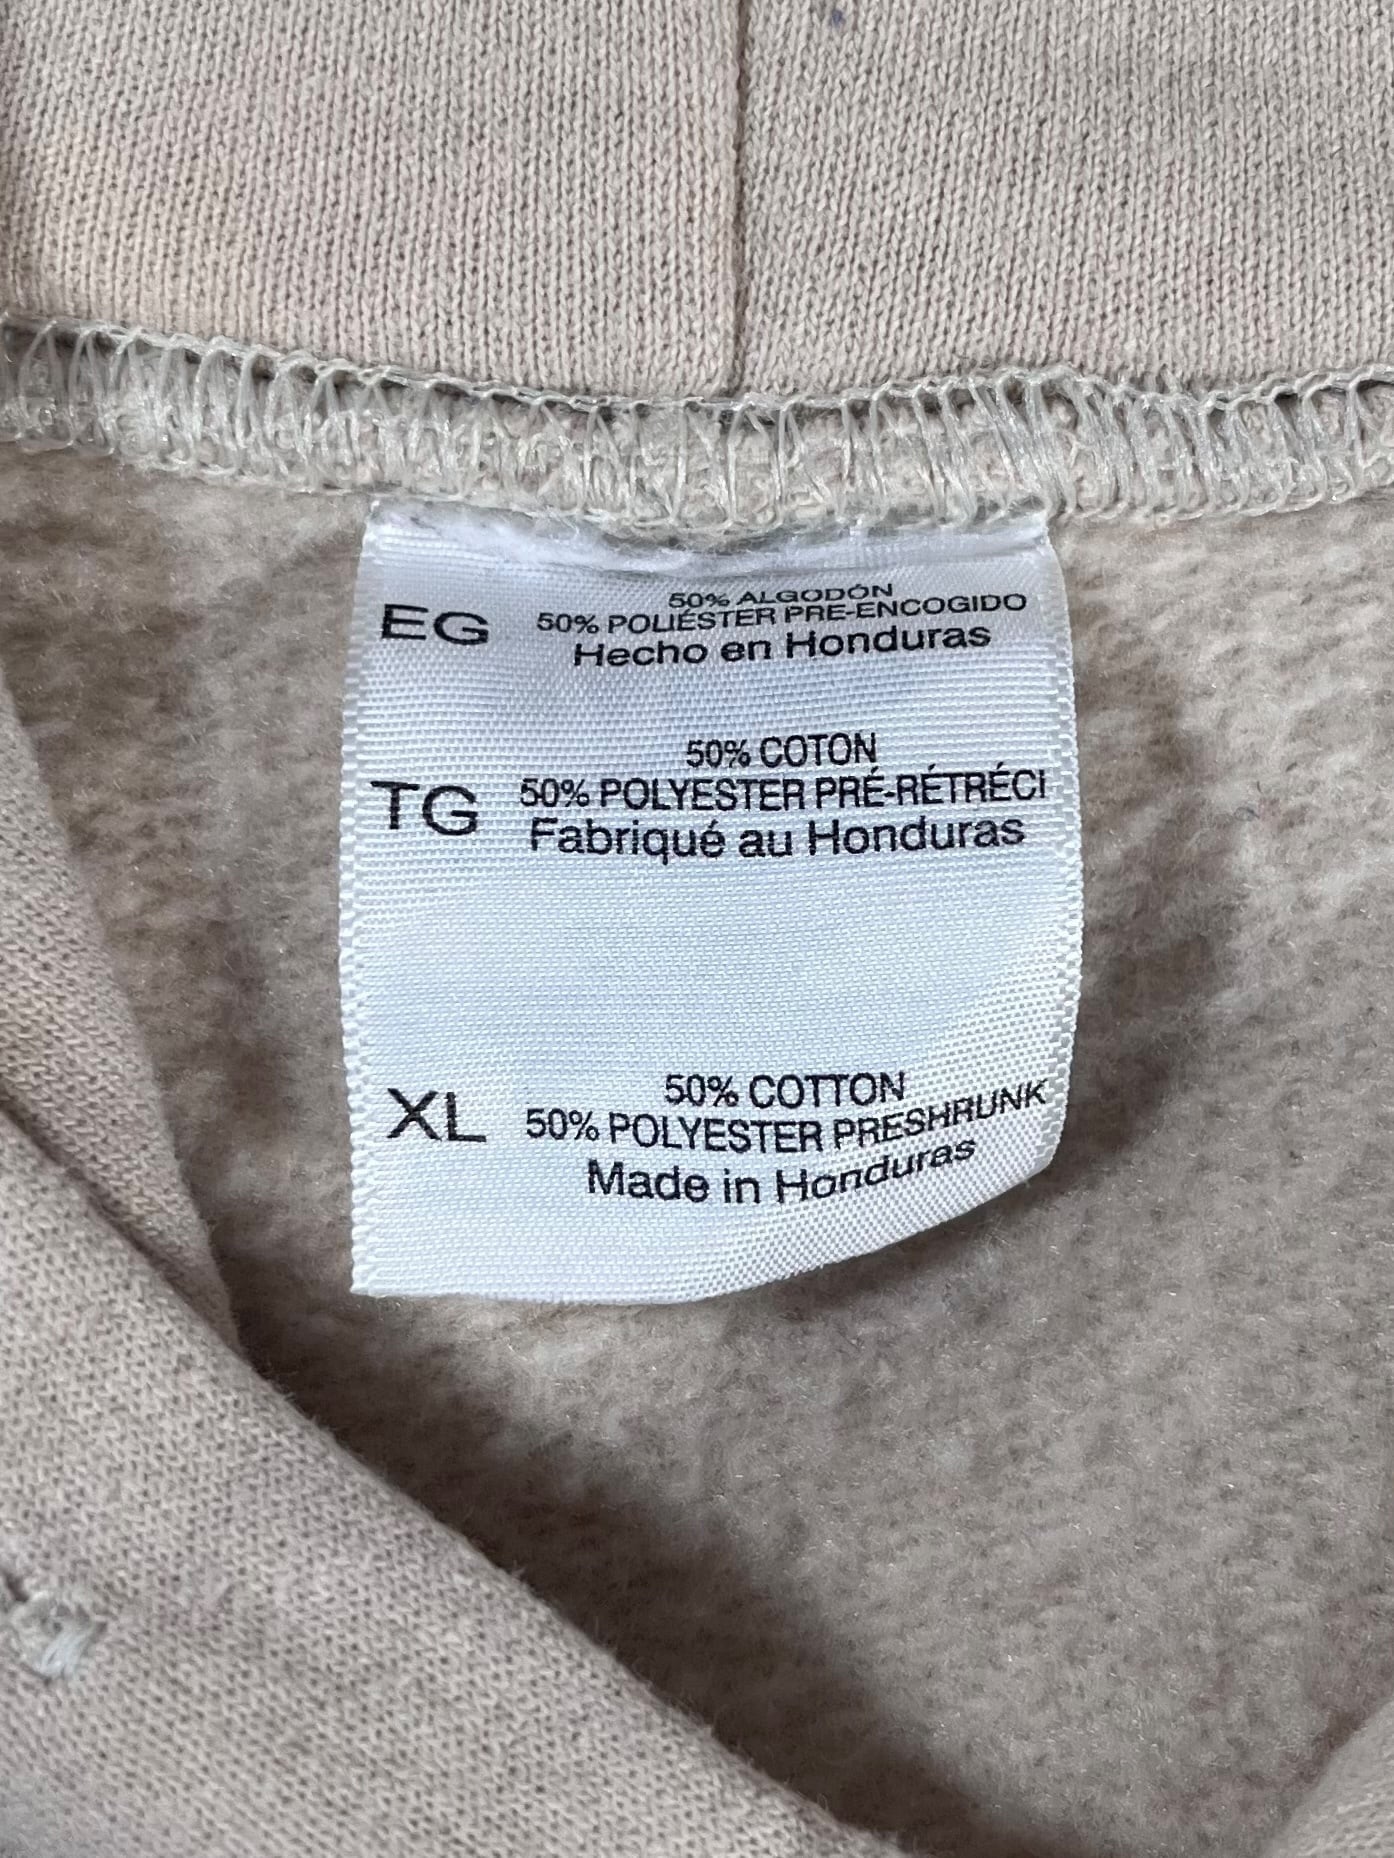 EG
50% ALGODÓN
50% POLIÉSTER PRE-ENCOGIDO
Hecho en Honduras
TG
50% COTON
50% POLYESTER PRÉ-RÉTRÉCI
Fabriqué au Honduras
XL
50% COTTON
50% POLYESTER PRESHRUNK
Made in Honduras